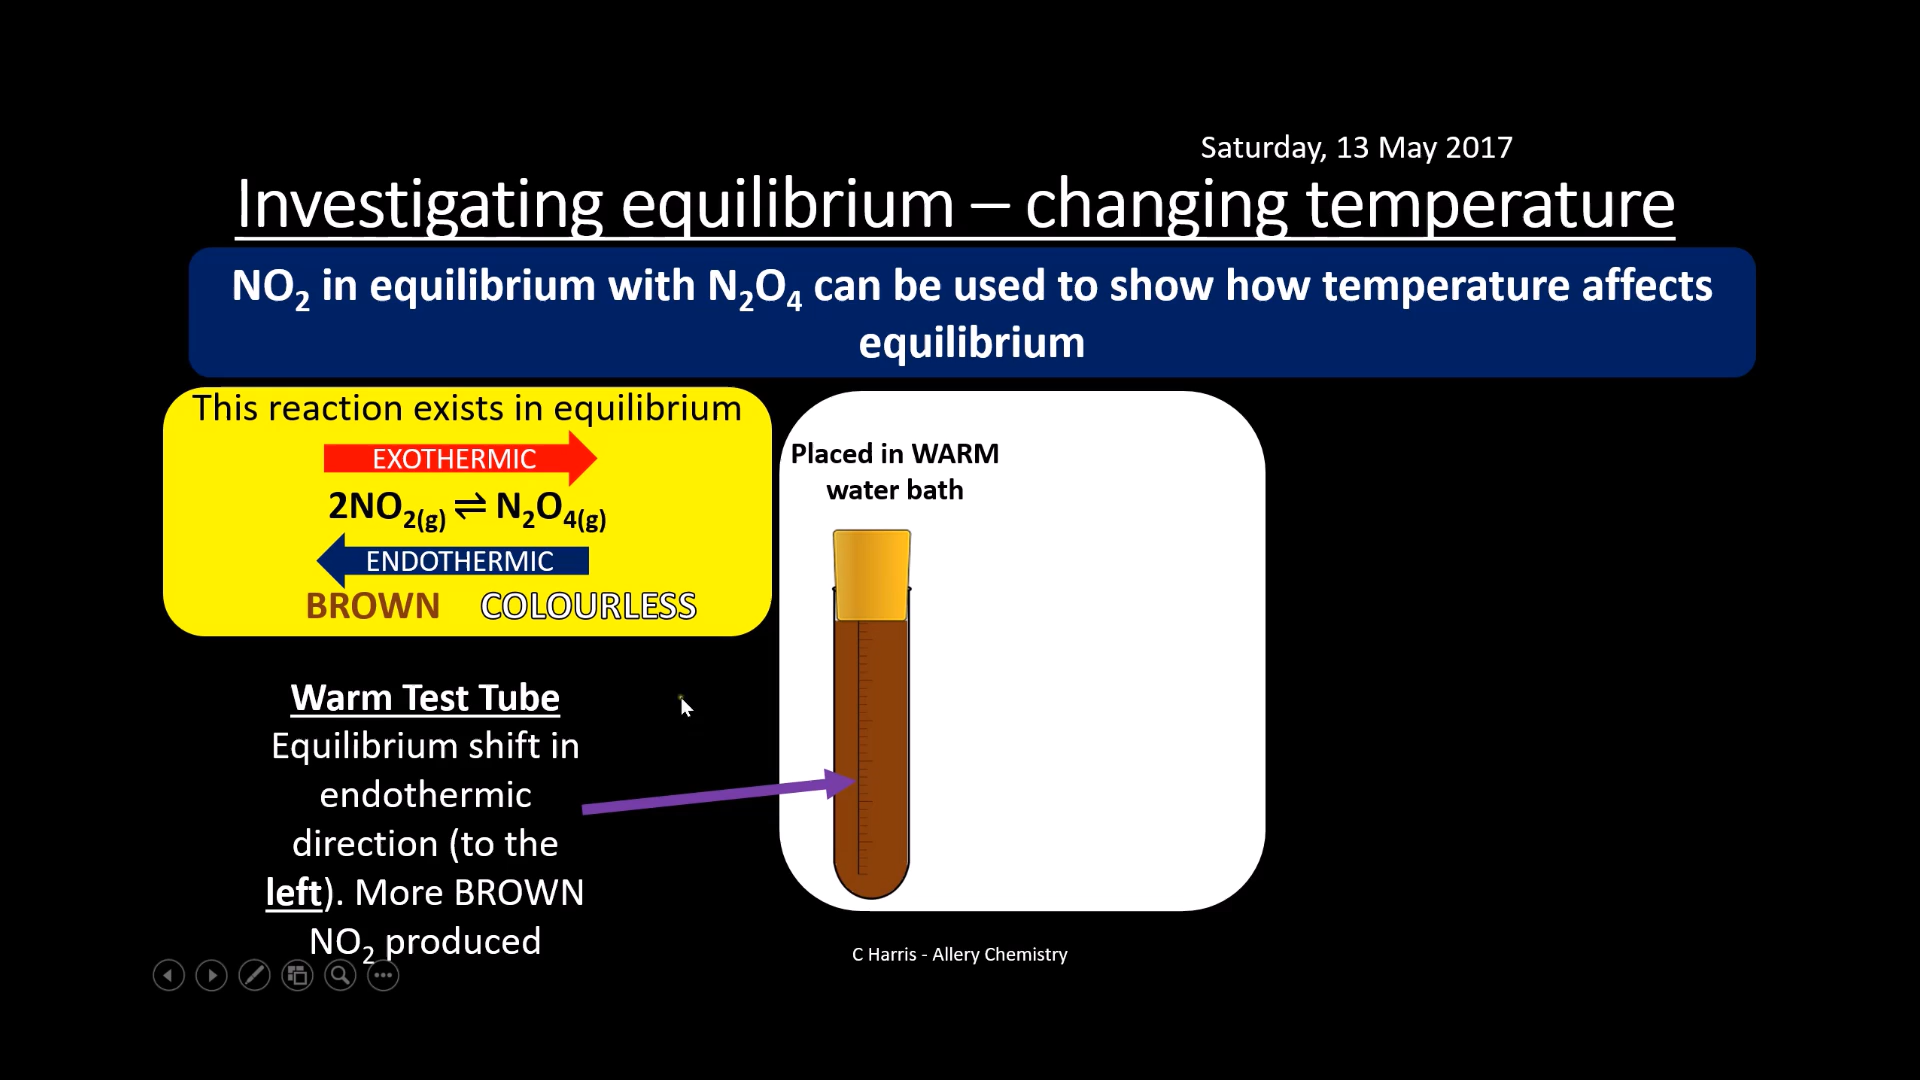 Saturday, 13 May 2017
Investigating equilibrium – changing temperature
NO₂ in equilibrium with N₂O₄ can be used to show how temperature affects
equilibrium
This reaction exists in equilibrium
EXOTHERMIC
2NO₂(g) ⇌ N₂O₄(g)
ENDOTHERMIC
BROWN COLOURLESS
Placed in WARM
water bath
Warm Test Tube
Equilibrium shift in
endothermic
direction (to the
left). More BROWN
NO₂ produced
C Harris - Allery Chemistry